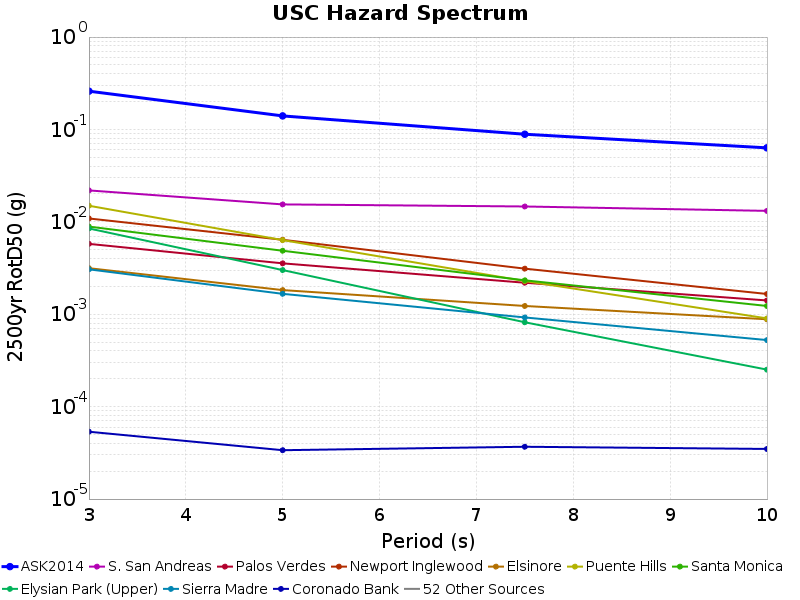 USC Hazard Spectrum
2500yr RotD50 (g)
10^0
10^-1
10^-2
10^-3
10^-4
10^-5
3 4 5 6 7 8 9 10
Period (s)
ASK2014 S. San Andreas Palos Verdes Newport Inglewood Elsinore Puente Hills Santa Monica
Elysian Park (Upper) Sierra Madre Coronado Bank 52 Other Sources